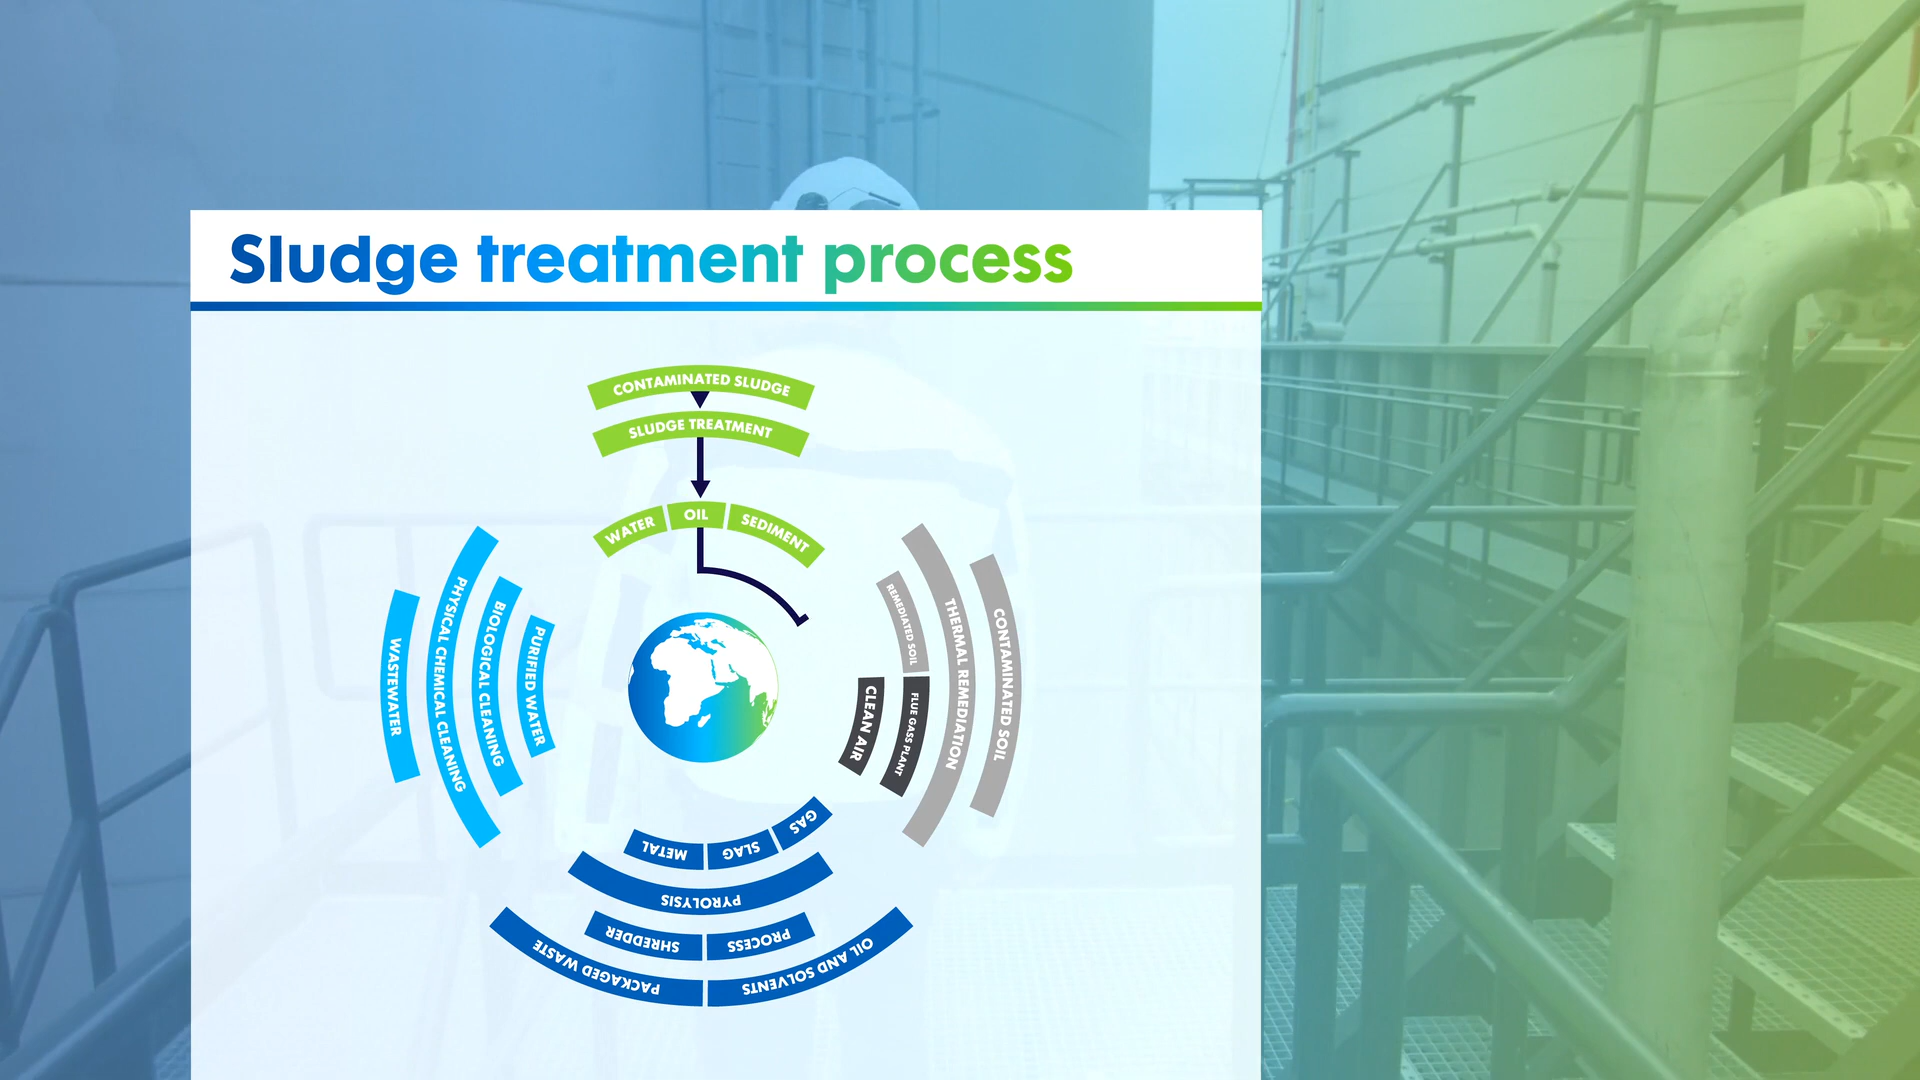 Sludge treatment process
CONTAMINATED SLUDGE
SLUDGE TREATMENT
WATER
OIL
SEDIMENT
WASTEWATER
PHYSICAL CHEMICAL CLEANING
BIOLOGICAL CLEANING
PURIFIED WATER
REMEDIATED SOIL
THERMAL REMEDIATION
CONTAMINATED SOIL
CLEAN AIR
FLUE GASS PLANT
GAS
SLAG
METAL
PYROLYSIS
PROCESS
SHREDDER
OIL AND SOLVENTS
PACKAGED WASTE